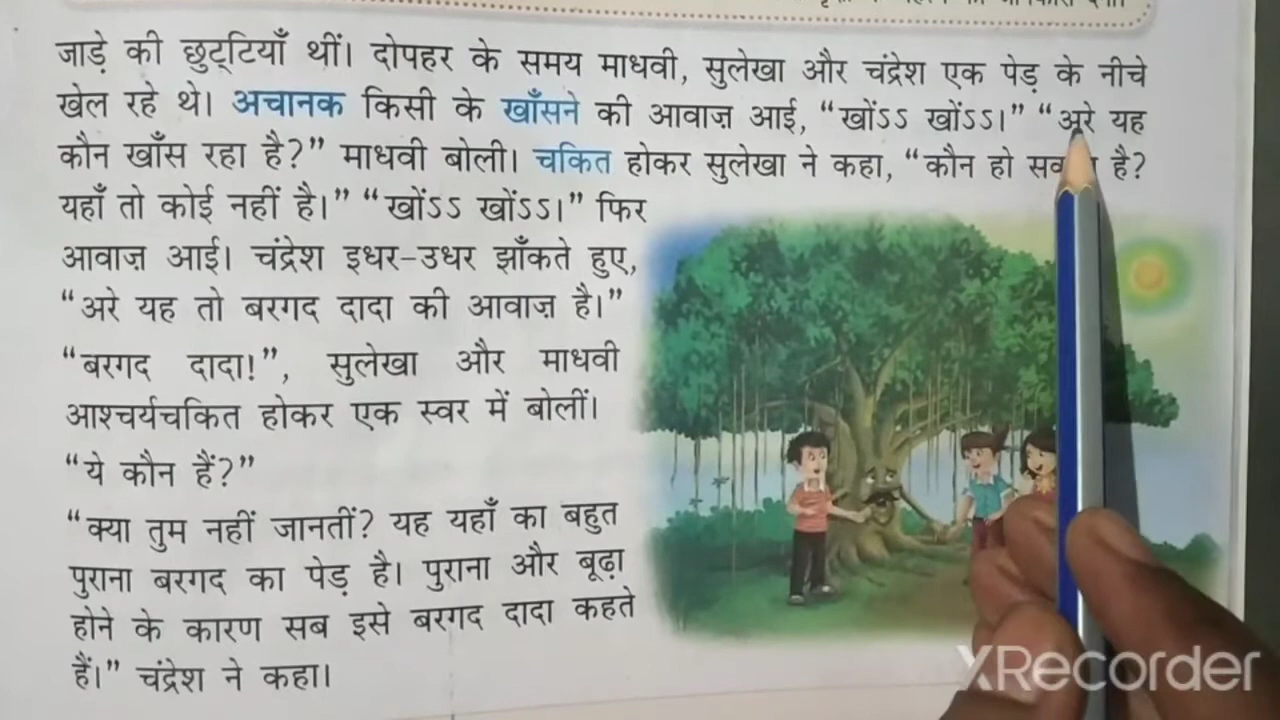 जाड़े की छुट्टियाँ थीं। दोपहर के समय माधवी, सुलेखा और चंद्रेश एक पेड़ के नीचे
खेल रहे थे। अचानक किसी के खाँसने की आवाज़ आई, “खोंऽऽ खोंऽऽ।” “अरे यह
कौन खाँस रहा है?” माधवी बोली। चकित होकर सुलेखा ने कहा, “कौन हो है?
यहाँ तो कोई नहीं है।” “खोंऽऽ खोंऽऽ।” फिर
आवाज़ आई। चंद्रेश इधर-उधर झाँकते हुए,
“अरे यह तो बरगद दादा की आवाज़ है।”
“बरगद दादा!”, सुलेखा और माधवी
आश्चर्यचकित होकर एक स्वर में बोलीं।
“ये कौन हैं?”
“क्या तुम नहीं जानतीं? यह यहाँ का बहुत
पुराना बरगद का पेड़ है। पुराना और बूढ़ा
होने के कारण सब इसे बरगद दादा कहते
हैं।” चंद्रेश ने कहा।
XRecorder